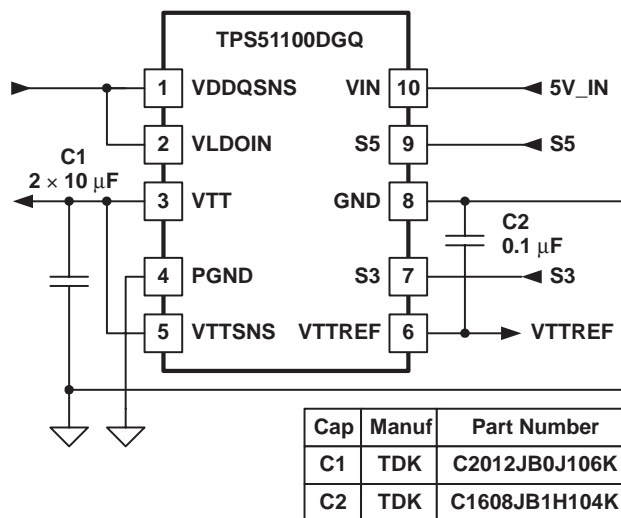 TPS51100DGQ
1 VDDQSNS VIN 10 5V_IN
2 VLDOIN S5 9 S5
C1
2 × 10 μF
3 VTT GND 8
C2
0.1 μF
4 PGND S3 7 S3
5 VTTSNS VTTREF 6 VTTREF
Cap Manuf Part Number
C1 TDK C2012JB0J106K
C2 TDK C1608JB1H104K